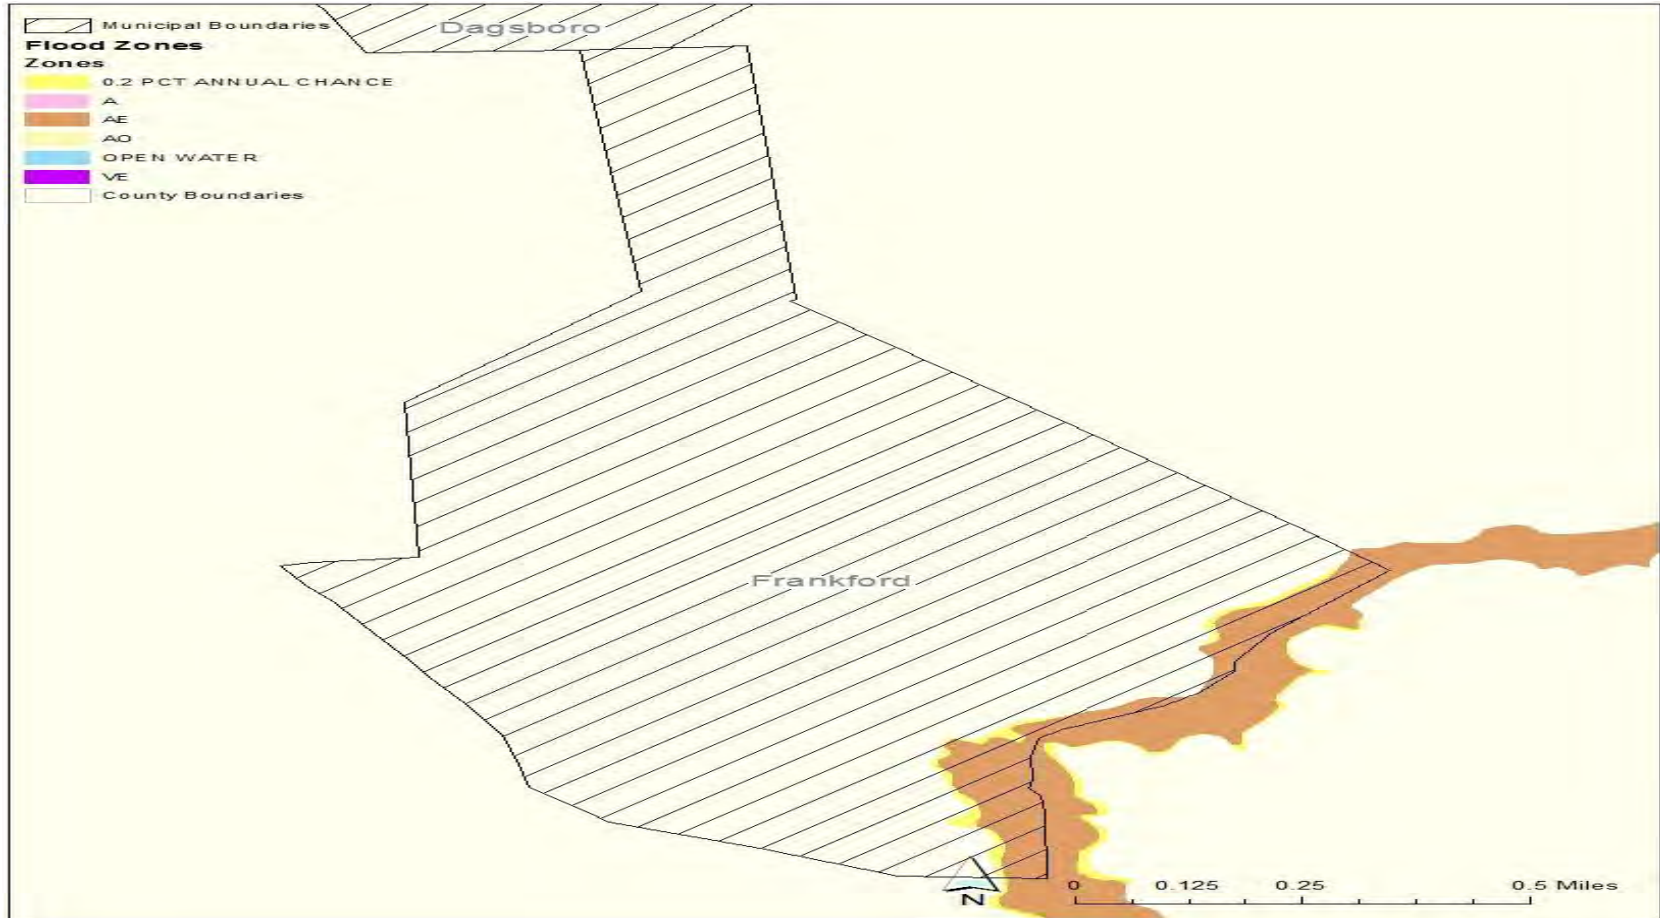 Municipal Boundaries
Dagsboro
Flood Zones
Zones
0.2 PCT ANNUAL CHANCE
A
AE
AO
OPEN WATER
VE
County Boundaries
Frankford
N
0 0.125 0.25 0.5 Miles